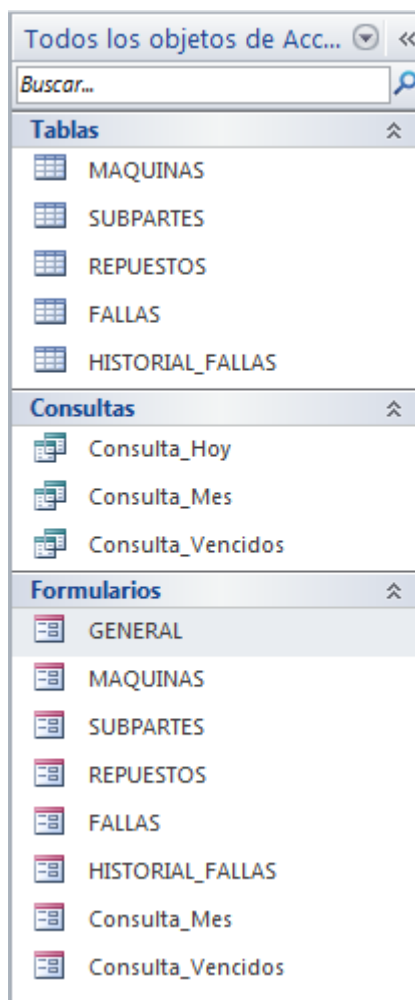 Todos los objetos de Acc...
Buscar...
Tablas
MAQUINAS
SUBPARTES
REPUESTOS
FALLAS
HISTORIAL_FALLAS
Consultas
Consulta_Hoy
Consulta_Mes
Consulta_Vencidos
Formularios
GENERAL
MAQUINAS
SUBPARTES
REPUESTOS
FALLAS
HISTORIAL_FALLAS
Consulta_Mes
Consulta_Vencidos